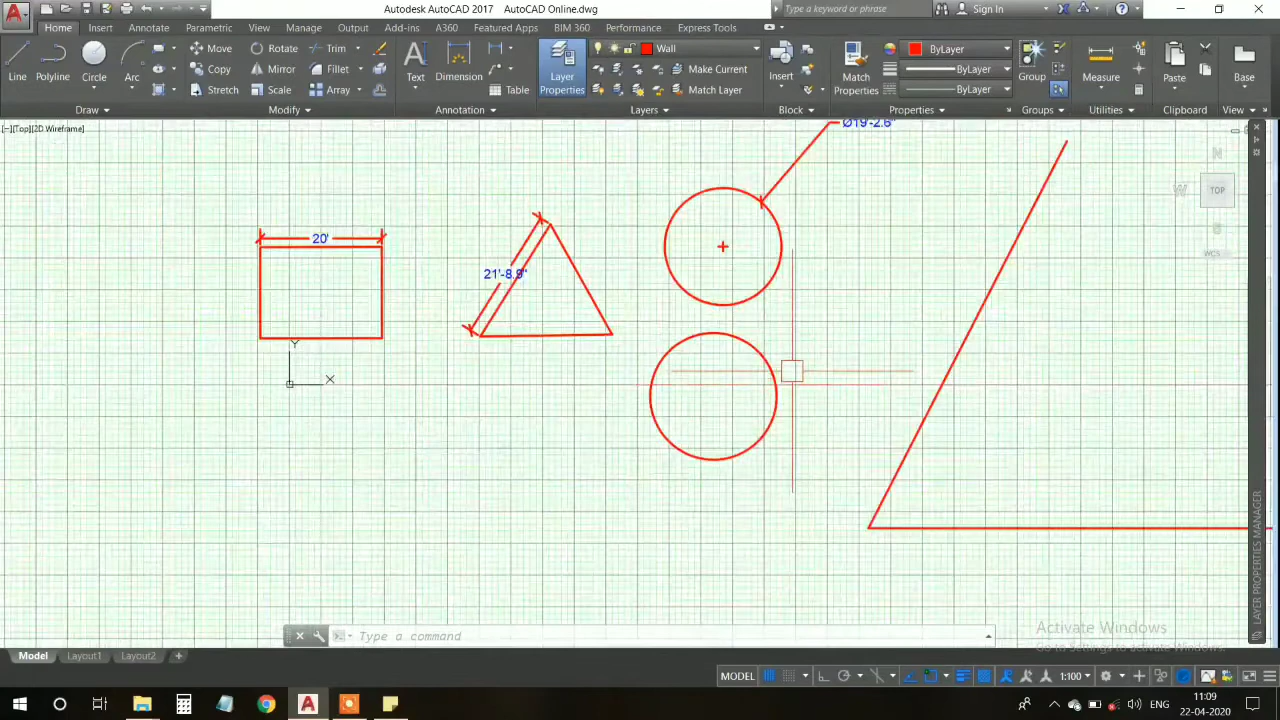 Autodesk AutoCAD 2017 AutoCAD Online.dwg
Type a keyword or phrase
Sign In
Home Insert Annotate Parametric View Manage Output Add-ins A360 Featured Apps BIM 360 Performance Express Tools
Line Polyline Circle Arc
Move Rotate Trim
Copy Mirror Fillet
Stretch Scale Array
Text Dimension Table
Layer Properties
Wall
Make Current
Match Layer
Insert
Match Properties
ByLayer
ByLayer
ByLayer
Group
Measure
Paste
Base
Draw Modify Annotation Layers Block Properties Groups Utilities Clipboard View
[−][Top][2D Wireframe]
Ø19'-2.6"
N
W TOP
WCS
20'
21'-8.9"
Y
X
LAYER PROPERTIES MANAGER
Type a command
Activate Windows
Go to Settings to activate Windows.
Model Layout1 Layout2 +
MODEL
1:100
ENG
11:09
22-04-2020